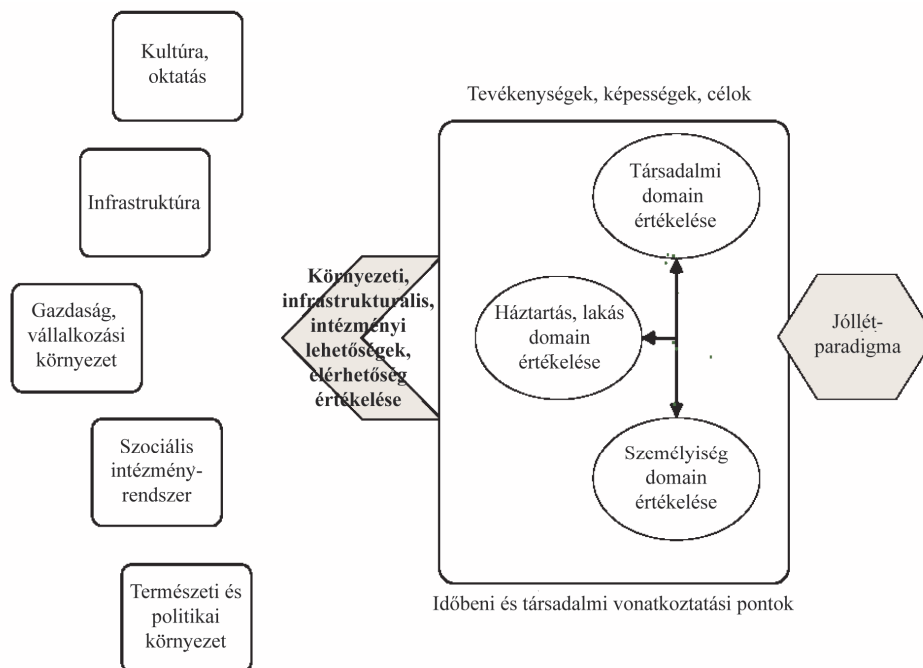 Kultúra,
oktatás
Infrastruktúra
Gazdaság,
vállalkozási
környezet
Szociális
intézmény-
rendszer
Természeti és
politikai
környezet
Környezeti,
infrastrukturális,
intézményi
lehetőségek,
elérhetőség
értékelése
Tevékenységek, képességek, célok
Társadalmi
domain
értékelése
Háztartás, lakás
domain
értékelése
Személyiség
domain
értékelése
Időbeni és társadalmi vonatkoztatási pontok
Jóllét-
paradigma